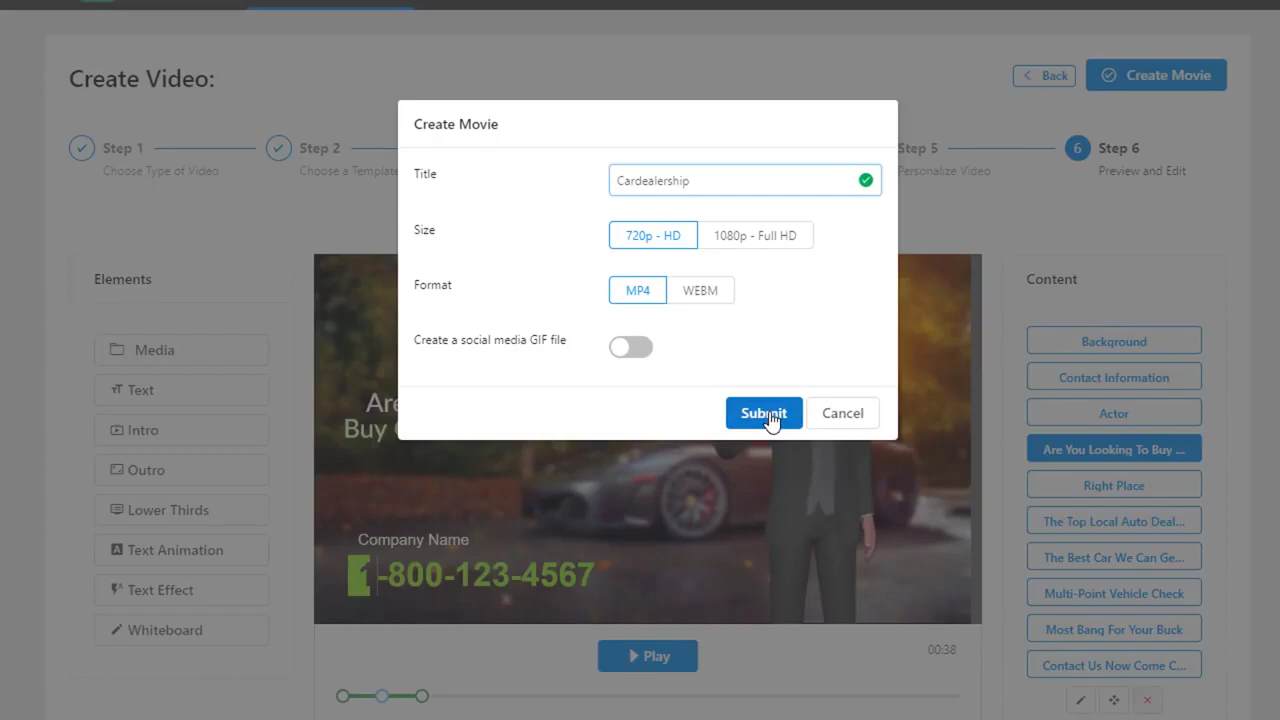 Create Video:
Back
Create Movie
Step 1
Choose Type of Video
Step 2
Choose a Template
Step 5
Personalize Video
6
Step 6
Preview and Edit
Create Movie
Title
Cardealership
Size
720p - HD
1080p - Full HD
Format
MP4
WEBM
Create a social media GIF file
Submit
Cancel
Elements
Media
Text
Intro
Outro
Lower Thirds
Text Animation
Text Effect
Whiteboard
Are
Buy
Company Name
1-800-123-4567
Play
00:38
Content
Background
Contact Information
Actor
Are You Looking To Buy ...
Right Place
The Top Local Auto Deal...
The Best Car We Can Ge...
Multi-Point Vehicle Check
Most Bang For Your Buck
Contact Us Now Come C...